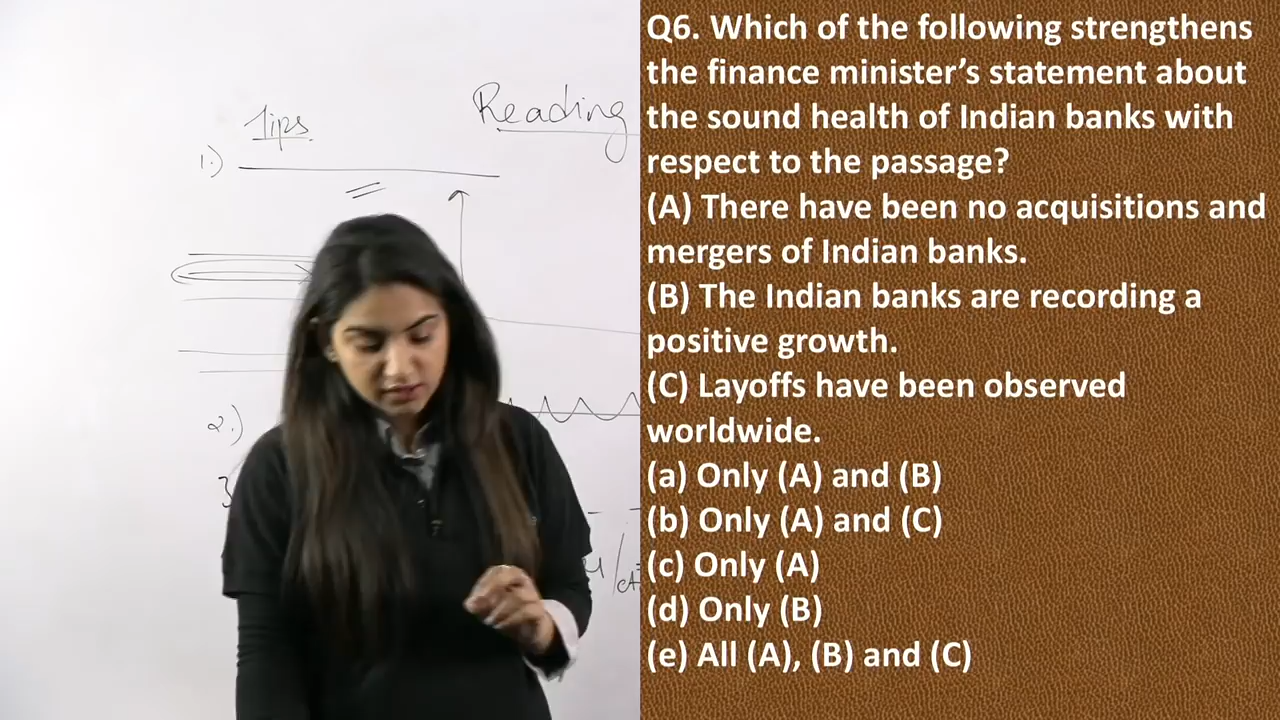 Tips
Reading
1.)
2.)
3
Q6. Which of the following strengthens
the finance minister’s statement about
the sound health of Indian banks with
respect to the passage?
(A) There have been no acquisitions and
mergers of Indian banks.
(B) The Indian banks are recording a
positive growth.
(C) Layoffs have been observed
worldwide.
(a) Only (A) and (B)
(b) Only (A) and (C)
(c) Only (A)
(d) Only (B)
(e) All (A), (B) and (C)